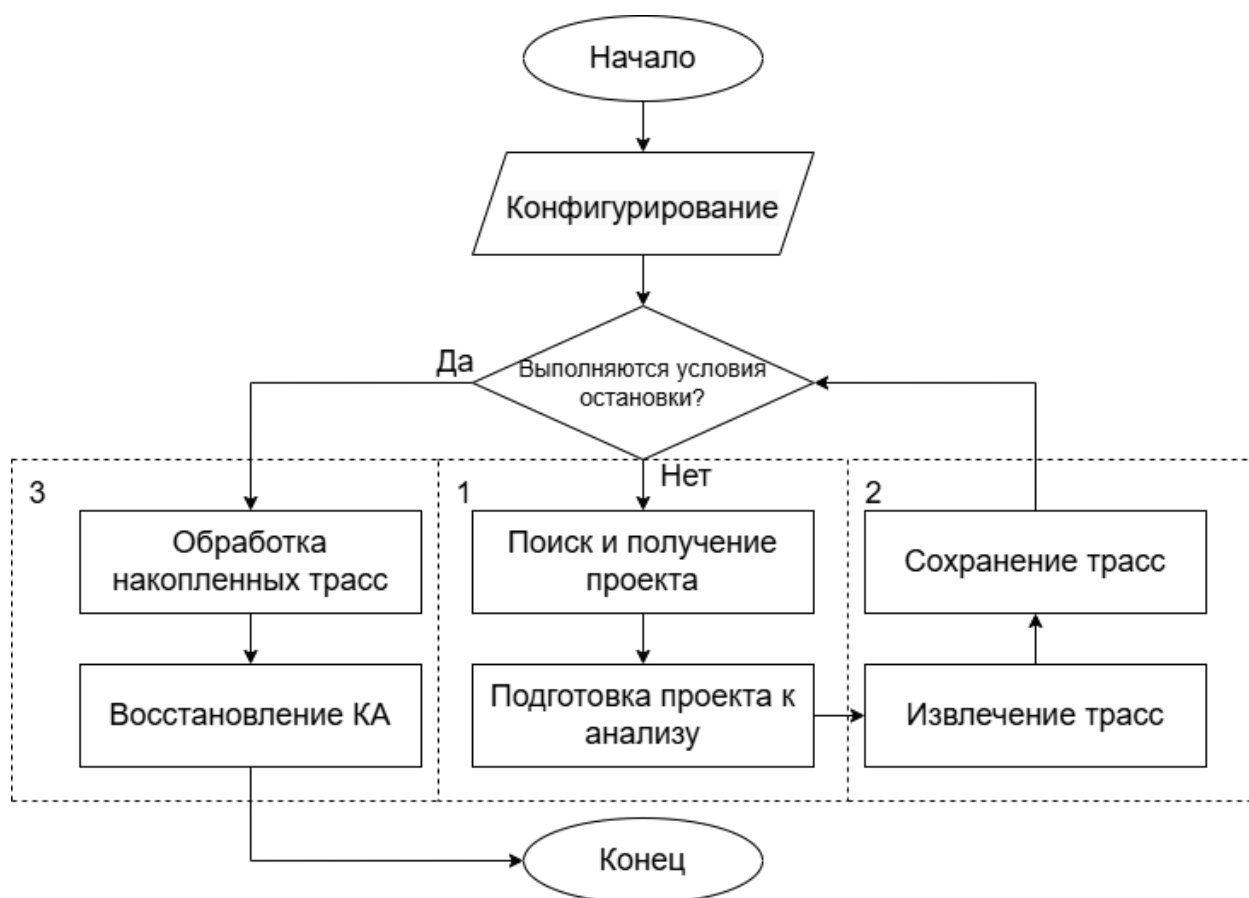 Начало
Конфигурирование
Да
Выполняются условия
остановки?
Нет
3
Обработка
накопленных трасс
Восстановление КА
1
Поиск и получение
проекта
Подготовка проекта к
анализу
2
Сохранение трасс
Извлечение трасс
Конец